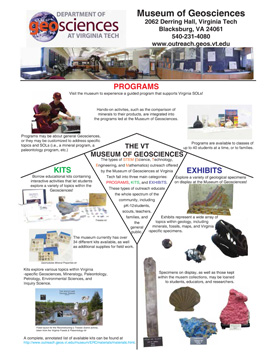 DEPARTMENT OF
geosciences
AT VIRGINIA TECH
Museum of Geosciences
2062 Derring Hall, Virginia Tech
Blacksburg, VA 24061
540-231-4080
www.outreach.geos.vt.edu
PROGRAMS
Visit the museum to experience a guided program that supports Virginia SOLs!
Hands-on activities, such as the comparison of
minerals to their products, are integrated into
the programs led at the Museum of Geosciences.
Programs may be about general Geosciences,
or they may be customized to address specific
topics and SOLs (i.e., a mineral program, a
paleontology program, etc.)
Programs are available to classes of
up to 40 students at a time, or to families.
THE VT
MUSEUM OF GEOSCIENCES
The types of STEM (Science, Technology,
Engineering, and Mathematics) outreach offered
by the Museum of Geosciences at Virginia
Tech fall into three main categories:
PROGRAMS, KITS, and EXHIBITS.
These types of outreach educate
the whole spectrum of the
community, including
pK-12students,
scouts, teachers,
families, and
the
general
public.
KITS
Borrow educational kits containing
interactive activities that let students
explore a variety of topics within the
Geosciences!
The museum currently has over
34 different kits available, as well
as additional supplies for field work.
Kits explore various topics within Virginia
specific Geosciences, Mineralogy, Paleontology,
Petrology, Environmental Sciences, and
Inquiry Science.
A complete, annotated list of available kits can be found at
EXHIBITS
Explore a variety of geological specimens
on display at the Museum of Geosciences!
Exhibits represent a wide array of
topics within geology, including
minerals, fossils, maps, and Virginia
specific specimens.
Specimens on display, as well as those kept
within the musem collections, may be loaned
to students, educators, and researchers.